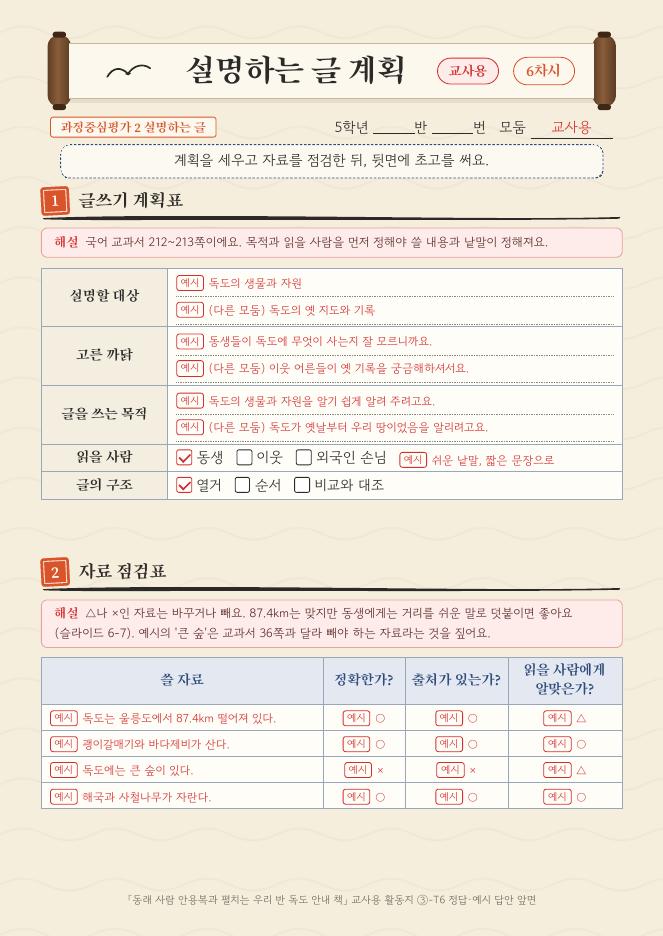 설명하는 글 계획 교사용 6차시
과정중심평가 2 설명하는 글 5학년 ______반 ______번 모둠 교사용
계획을 세우고 자료를 점검한 뒤, 뒷면에 초고를 써요.
1 글쓰기 계획표
해설 국어 교과서 212~213쪽이에요. 목적과 읽을 사람을 먼저 정해야 쓸 내용과 낱말이 정해져요.
설명할 대상
예시 독도의 생물과 자원
예시 (다른 모둠) 독도의 옛 지도와 기록
고른 까닭
예시 동생들이 독도에 무엇이 사는지 잘 모르니까요.
예시 (다른 모둠) 이웃 어른들이 옛 기록을 궁금해하셔서요.
글을 쓰는 목적
예시 독도의 생물과 자원을 알기 쉽게 알려 주려고요.
예시 (다른 모둠) 독도가 옛날부터 우리 땅이었음을 알리려고요.
읽을 사람 동생 이웃 외국인 손님 예시 쉬운 낱말, 짧은 문장으로
글의 구조 열거 순서 비교와 대조
2 자료 점검표
해설 △나 ×인 자료는 바꾸거나 빼요. 87.4km는 맞지만 동생에게는 거리를 쉬운 말로 덧붙이면 좋아요
(슬라이드 6-7). 예시의 '큰 숲'은 교과서 36쪽과 달라 빼야 하는 자료라는 것을 짚어요.
쓸 자료 정확한가? 출처가 있는가? 읽을 사람에게
알맞은가?
예시 독도는 울릉도에서 87.4km 떨어져 있다. 예시 ○ 예시 ○ 예시 △
예시 괭이갈매기와 바다제비가 산다. 예시 ○ 예시 ○ 예시 ○
예시 독도에는 큰 숲이 있다. 예시 × 예시 × 예시 △
예시 해국과 사철나무가 자란다. 예시 ○ 예시 ○ 예시 ○
「동래 사람 안용복과 펼치는 우리 반 독도 안내 책」 교사용 활동지 ③-T6 정답·예시 답안 앞면